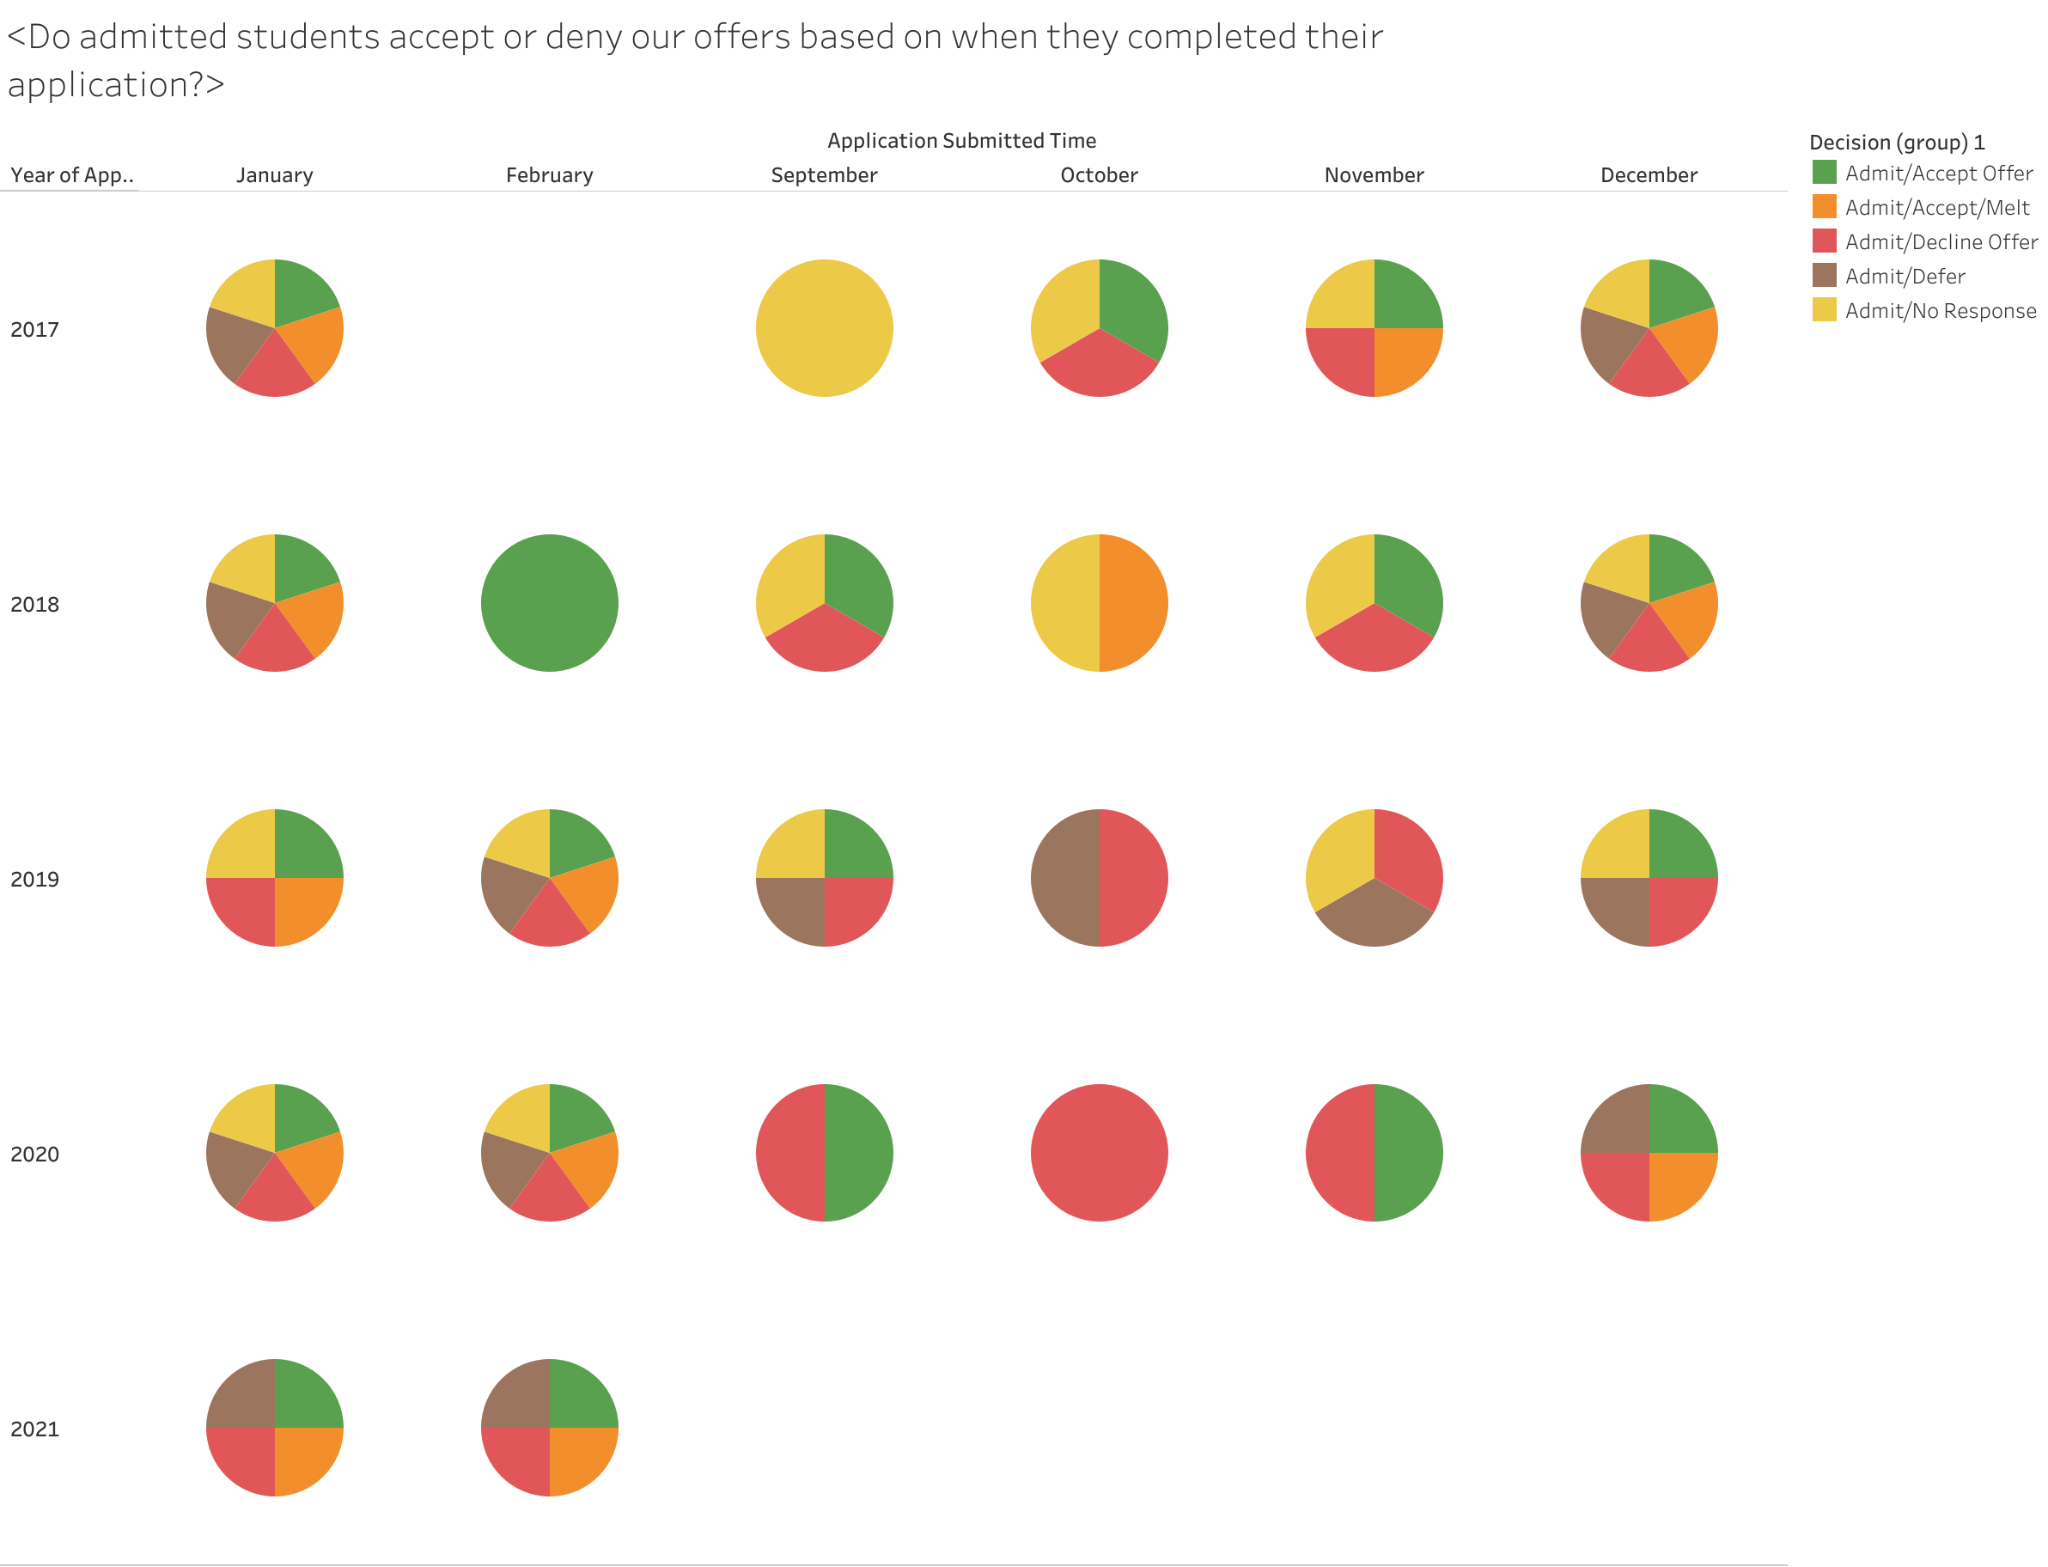 <Do admitted students accept or deny our offers based on when they completed their
application?>
Application Submitted Time
Year of App.. January February September October November December
2017
2018
2019
2020
2021
Decision (group) 1
Admit/Accept Offer
Admit/Accept/Melt
Admit/Decline Offer
Admit/Defer
Admit/No Response